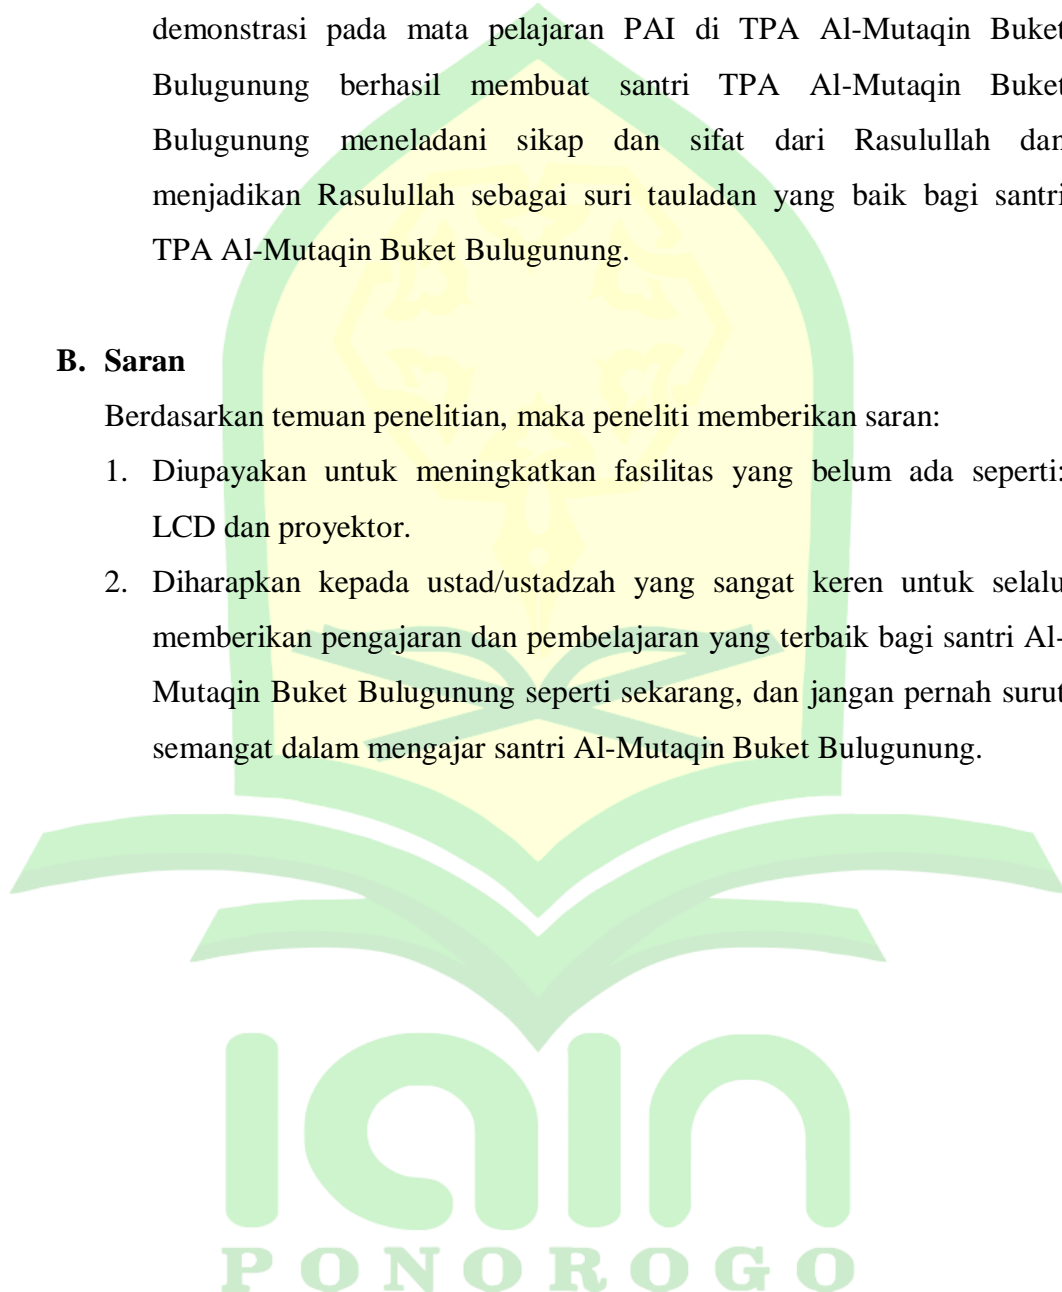 demonstrasi pada mata pelajaran PAI di TPA Al-Mutaqin Buket
Bulugunung berhasil membuat santri TPA Al-Mutaqin Buket
Bulugunung meneladani sikap dan sifat dari Rasulullah dan
menjadikan Rasulullah sebagai suri tauladan yang baik bagi santri
TPA Al-Mutaqin Buket Bulugunung.
B. Saran
Berdasarkan temuan penelitian, maka peneliti memberikan saran:
1. Diupayakan untuk meningkatkan fasilitas yang belum ada seperti:
LCD dan proyektor.
2. Diharapkan kepada ustad/ustadzah yang sangat keren untuk selalu
memberikan pengajaran dan pembelajaran yang terbaik bagi santri Al-
Mutaqin Buket Bulugunung seperti sekarang, dan jangan pernah surut
semangat dalam mengajar santri Al-Mutaqin Buket Bulugunung.
iain
PONOROGO